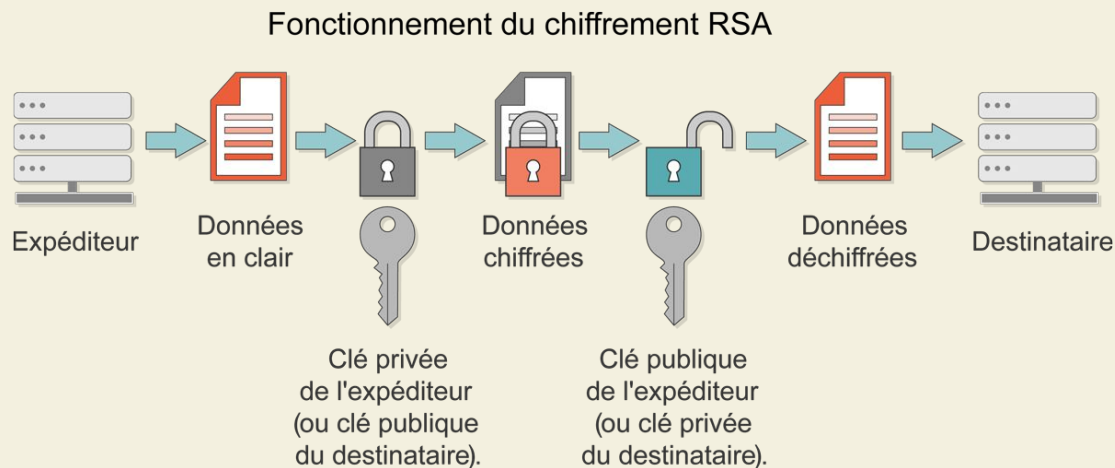 Fonctionnement du chiffrement RSA
Expéditeur
Données
en clair
Données
chiffrées
Données
déchiffrées
Destinataire
Clé privée
de l'expéditeur
(ou clé publique
du destinataire).
Clé publique
de l'expéditeur
(ou clé privée
du destinataire).